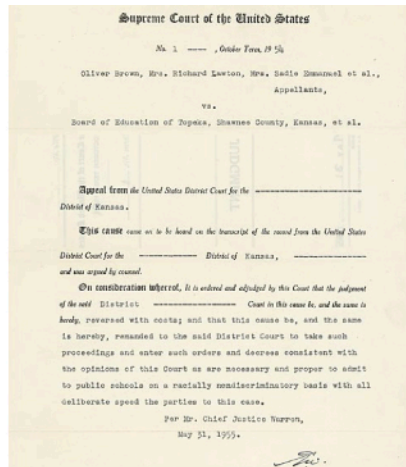 Supreme Court of the United States
No. 1 ---- , October Term, 19 54
Oliver Brown, Mrs. Richard Lawton, Mrs. Sadie Emmanuel et al.,
Appellants,
vs.
Board of Education of Topeka, Shawnee County, Kansas, et al.
Appeal from the United States District Court for the
District of Kansas.
This cause came on to be heard on the transcript of the record from the United States
District Court for the District of Kansas,
and was argued by counsel.
On consideration whereof, It is ordered and adjudged by this Court that the judgment
of the said District Court in this cause be, and the same is
hereby, reversed with costs; and that this cause be, and the same
is hereby, remanded to the said District Court to take such
proceedings and enter such orders and decrees consistent with
the opinions of this Court as are necessary and proper to admit
to public schools on a racially nondiscriminatory basis with all
deliberate speed the parties to this case.
Per Mr. Chief Justice Warren,
May 31, 1955.